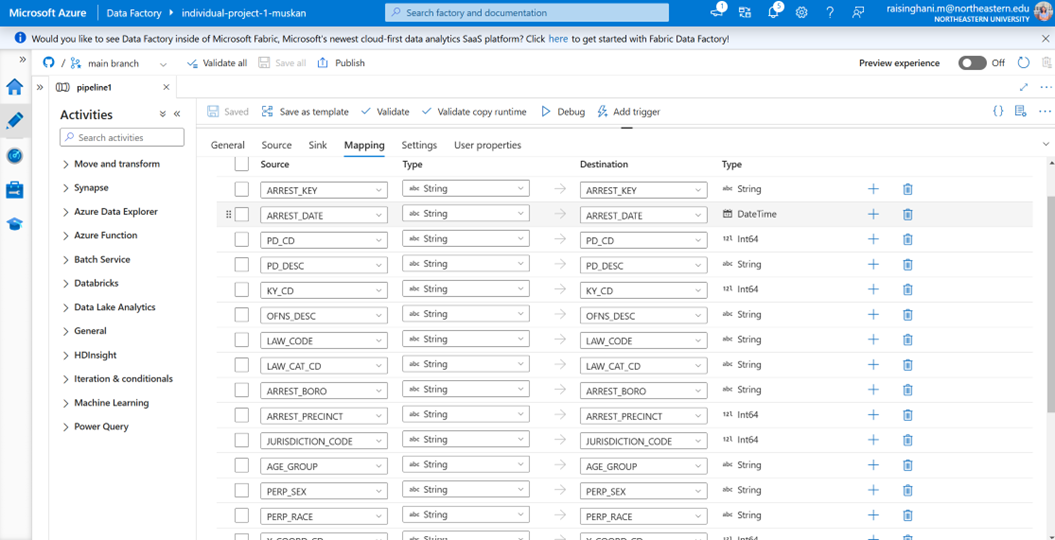 Microsoft Azure | Data Factory ▸ individual-project-1-muskan Search factory and documentation 1 5 raisinghani.m@northeastern.edu
NORTHEASTERN UNIVERSITY
Would you like to see Data Factory inside of Microsoft Fabric, Microsoft's newest cloud-first data analytics SaaS platform? Click here to get started with Fabric Data Factory!
/ main branch Validate all Save all Publish Preview experience Off
pipeline1
Activities Saved Save as template Validate Validate copy runtime Debug Add trigger
Search activities
General Source Sink Mapping Settings User properties
Move and transform
Synapse
Azure Data Explorer
Azure Function
Batch Service
Databricks
Data Lake Analytics
General
HDInsight
Iteration & conditionals
Machine Learning
Power Query
Source Type Destination Type
ARREST_KEY abc String ARREST_KEY abc String
ARREST_DATE abc String ARREST_DATE DateTime
PD_CD abc String PD_CD 123 Int64
PD_DESC abc String PD_DESC abc String
KY_CD abc String KY_CD 123 Int64
OFNS_DESC abc String OFNS_DESC abc String
LAW_CODE abc String LAW_CODE abc String
LAW_CAT_CD abc String LAW_CAT_CD abc String
ARREST_BORO abc String ARREST_BORO abc String
ARREST_PRECINCT abc String ARREST_PRECINCT 123 Int64
JURISDICTION_CODE abc String JURISDICTION_CODE 123 Int64
AGE_GROUP abc String AGE_GROUP abc String
PERP_SEX abc String PERP_SEX abc String
PERP_RACE abc String PERP_RACE abc String